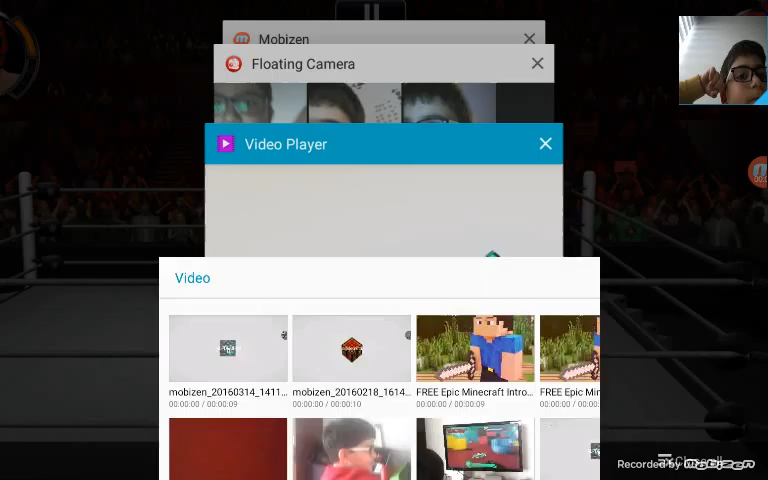 Mobizen
Floating Camera
Video Player
Video
mobizen_20160314_1411...
mobizen_20160218_1614...
FREE Epic Minecraft Intro...
FREE Epic Min
00:00:00 / 00:00:09
00:00:00 / 00:00:10
00:00:00 / 00:00:09
00:00:00 / 00:00:
Recorded by